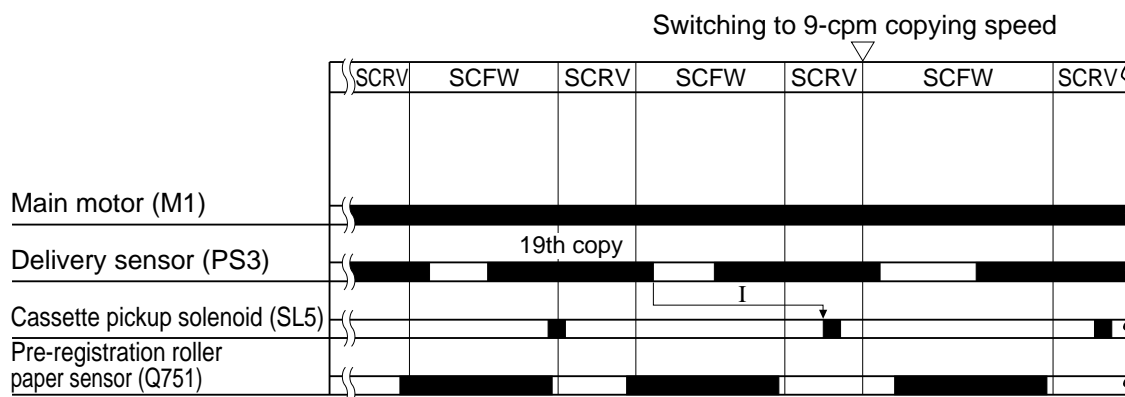 Switching to 9-cpm copying speed
SCRV SCFW SCRV SCFW SCRV SCFW SCRV
Main motor (M1)
19th copy
Delivery sensor (PS3)
I
Cassette pickup solenoid (SL5)
Pre-registration roller
paper sensor (Q751)